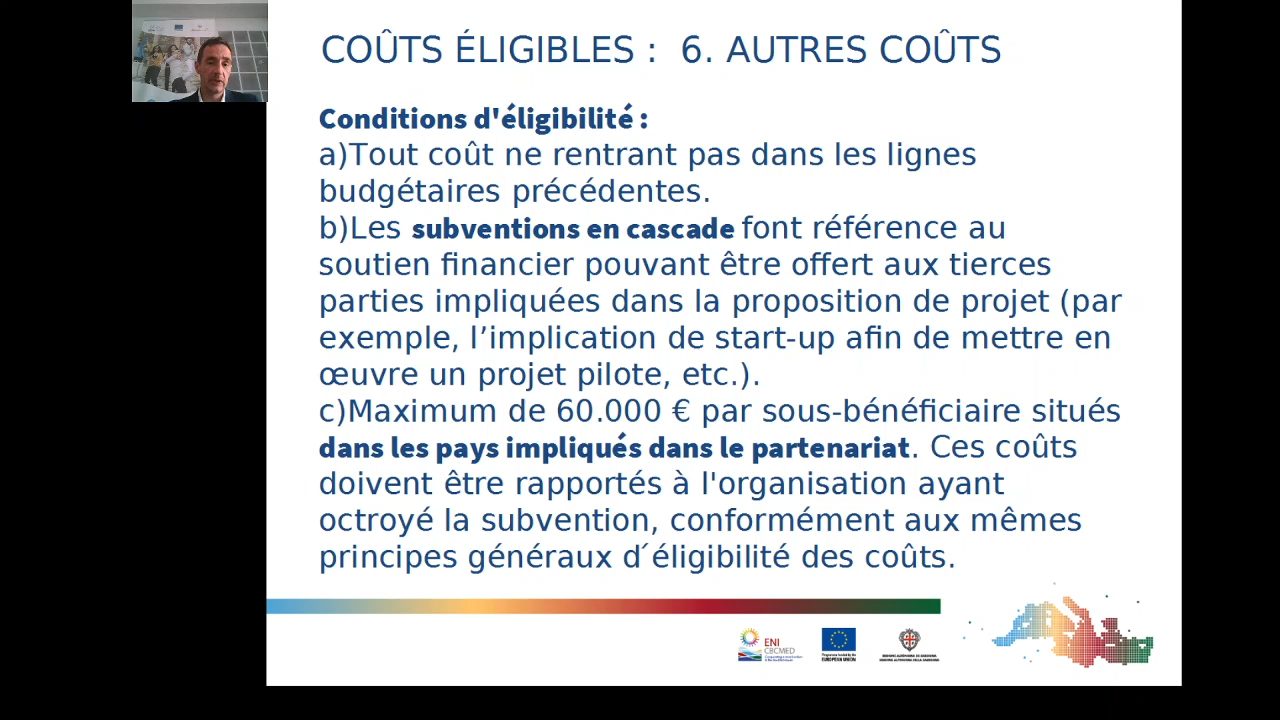 COÛTS ÉLIGIBLES :  6. AUTRES COÛTS
Conditions d'éligibilité :
a)Tout coût ne rentrant pas dans les lignes
budgétaires précédentes.
b)Les subventions en cascade font référence au
soutien financier pouvant être offert aux tierces
parties impliquées dans la proposition de projet (par
exemple, l’implication de start-up afin de mettre en
œuvre un projet pilote, etc.).
c)Maximum de 60.000 € par sous-bénéficiaire situés
dans les pays impliqués dans le partenariat. Ces coûts
doivent être rapportés à l'organisation ayant
octroyé la subvention, conformément aux mêmes
principes généraux d´éligibilité des coûts.
ENI
CBCMED
EUROPEAN UNION